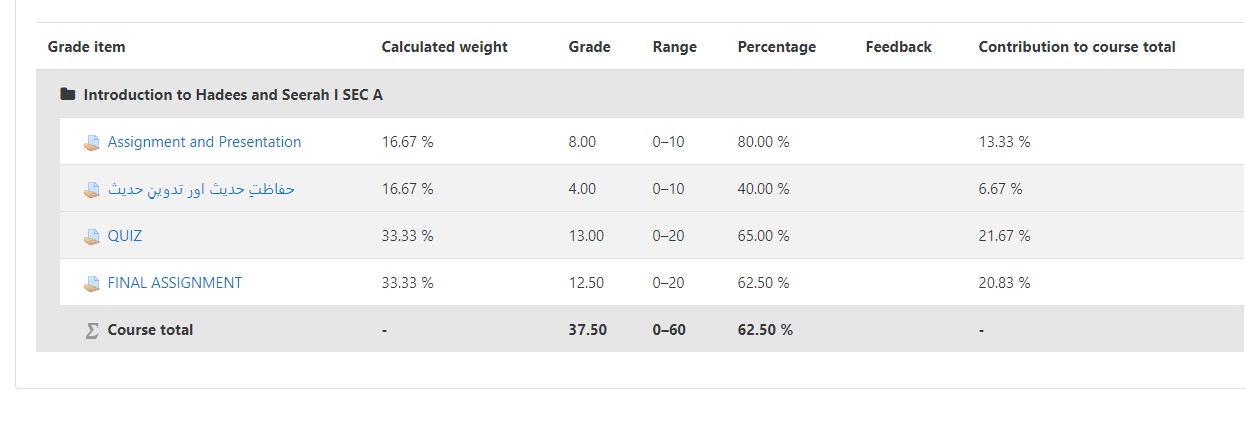 Grade item Calculated weight Grade Range Percentage Feedback Contribution to course total
Introduction to Hadees and Seerah I SEC A
Assignment and Presentation 16.67 % 8.00 0–10 80.00 % 13.33 %
حفاظتِ حدیث اور تدوینِ حدیث 16.67 % 4.00 0–10 40.00 % 6.67 %
QUIZ 33.33 % 13.00 0–20 65.00 % 21.67 %
FINAL ASSIGNMENT 33.33 % 12.50 0–20 62.50 % 20.83 %
Course total - 37.50 0–60 62.50 % -